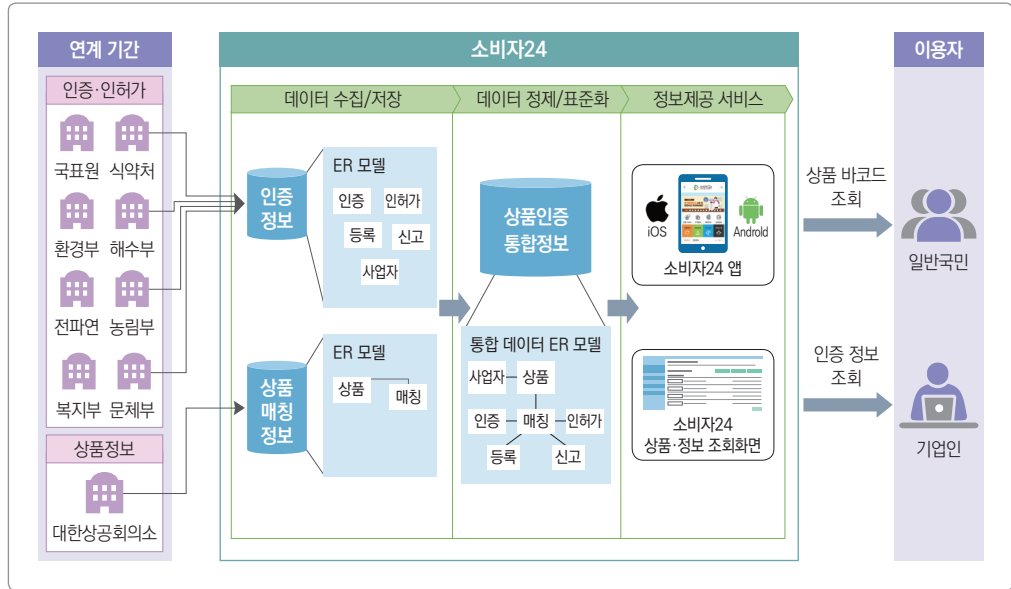 연계 기간
소비자24
이용자
인증·인허가
국표원 식약처
환경부 해수부
전파연 농림부
복지부 문체부
상품정보
대한상공회의소
데이터 수집/저장
데이터 정제/표준화
정보제공 서비스
인증
정보
ER 모델
인증 인허가
등록 신고
사업자
상품
매칭
정보
ER 모델
상품
매칭
상품인증
통합정보
통합 데이터 ER 모델
사업자 상품
인증 매칭 인허가
등록 신고
iOS
Android
소비자24 앱
소비자24
상품·정보 조회화면
상품 바코드
조회
일반국민
인증 정보
조회
기업인